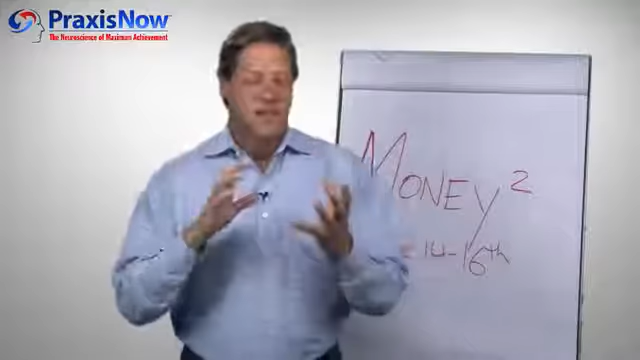 PraxisNow
The Neuroscience of Maximum Achievement
MONEY²
14-16th